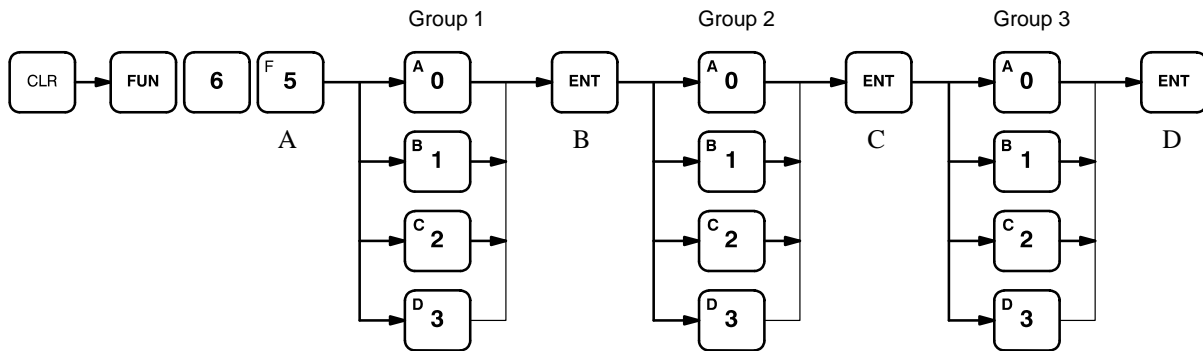 Group 1 Group 2 Group 3
CLR FUN 6 F 5 A 0 ENT A 0 ENT A 0 ENT
A B C D
B 1 B 1 B 1
C 2 C 2 C 2
D 3 D 3 D 3